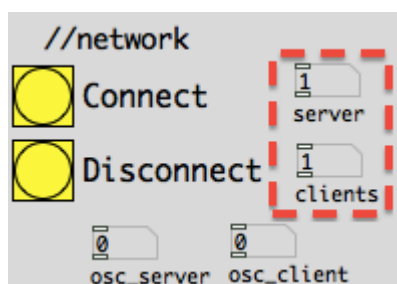 //network
Connect
1
server
Disconnect
1
clients
0
0
osc_server osc_client